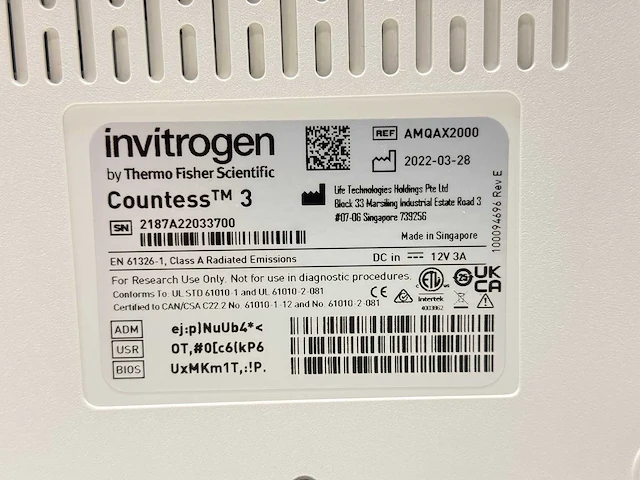 invitrogen
by Thermo Fisher Scientific
Countess™ 3
SN 2187A22033700
REF AMQAX2000
2022-03-28
Life Technologies Holdings Pte Ltd
Block 33 Marsiling Industrial Estate Road 3
#07-06 Singapore 739256
Made in Singapore
100094696 Rev E
EN 61326-1, Class A Radiated Emissions
DC in ⎓ 12V 3A
For Research Use Only. Not for use in diagnostic procedures.
Conforms To: UL STD 61010-1 and UL 61010-2-081
Certified to CAN/CSA C22.2 No. 61010-1-12 and No. 61010-2-081
CE
ETL
Intertek
4003862
25
UK
CA
ADM ej:p)NuUb4*<
USR OT,#0[c6(kP6
BIOS UxMKm1T,:!P.